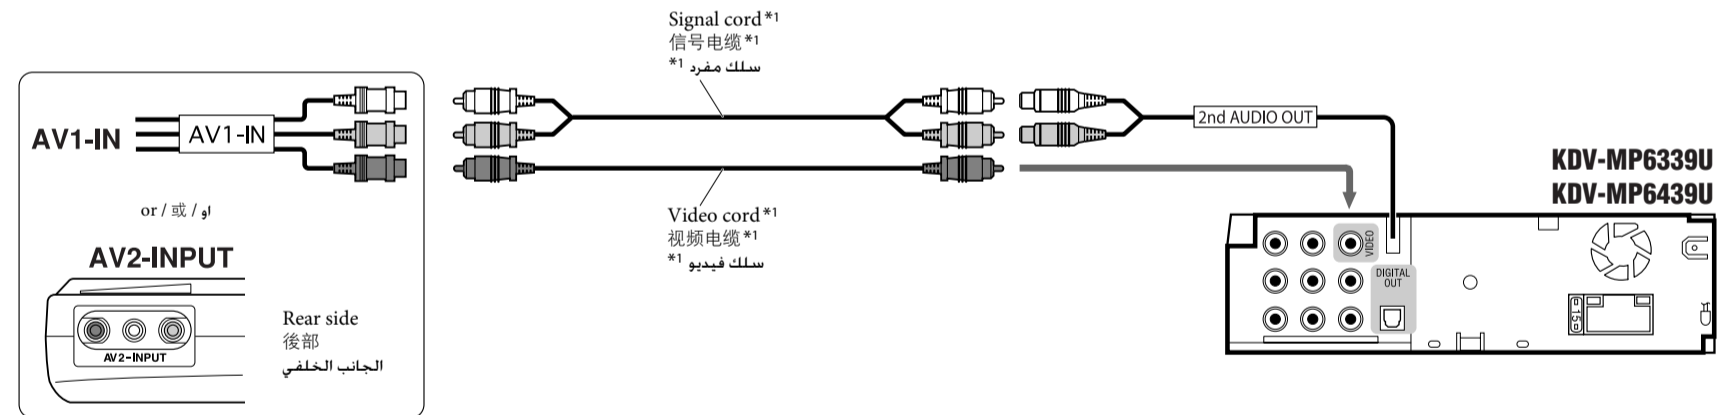 Signal cord *1
信号电缆 *1
سلك مفرد *1
AV1-IN
AV1-IN
or / 或 / او
AV2-INPUT
AV2-INPUT
Rear side
後部
الجانب الخلفي
Video cord *1
视频电缆 *1
سلك فيديو *1
2nd AUDIO OUT
KDV-MP6339U
KDV-MP6439U
VIDEO
DIGITAL
OUT
15